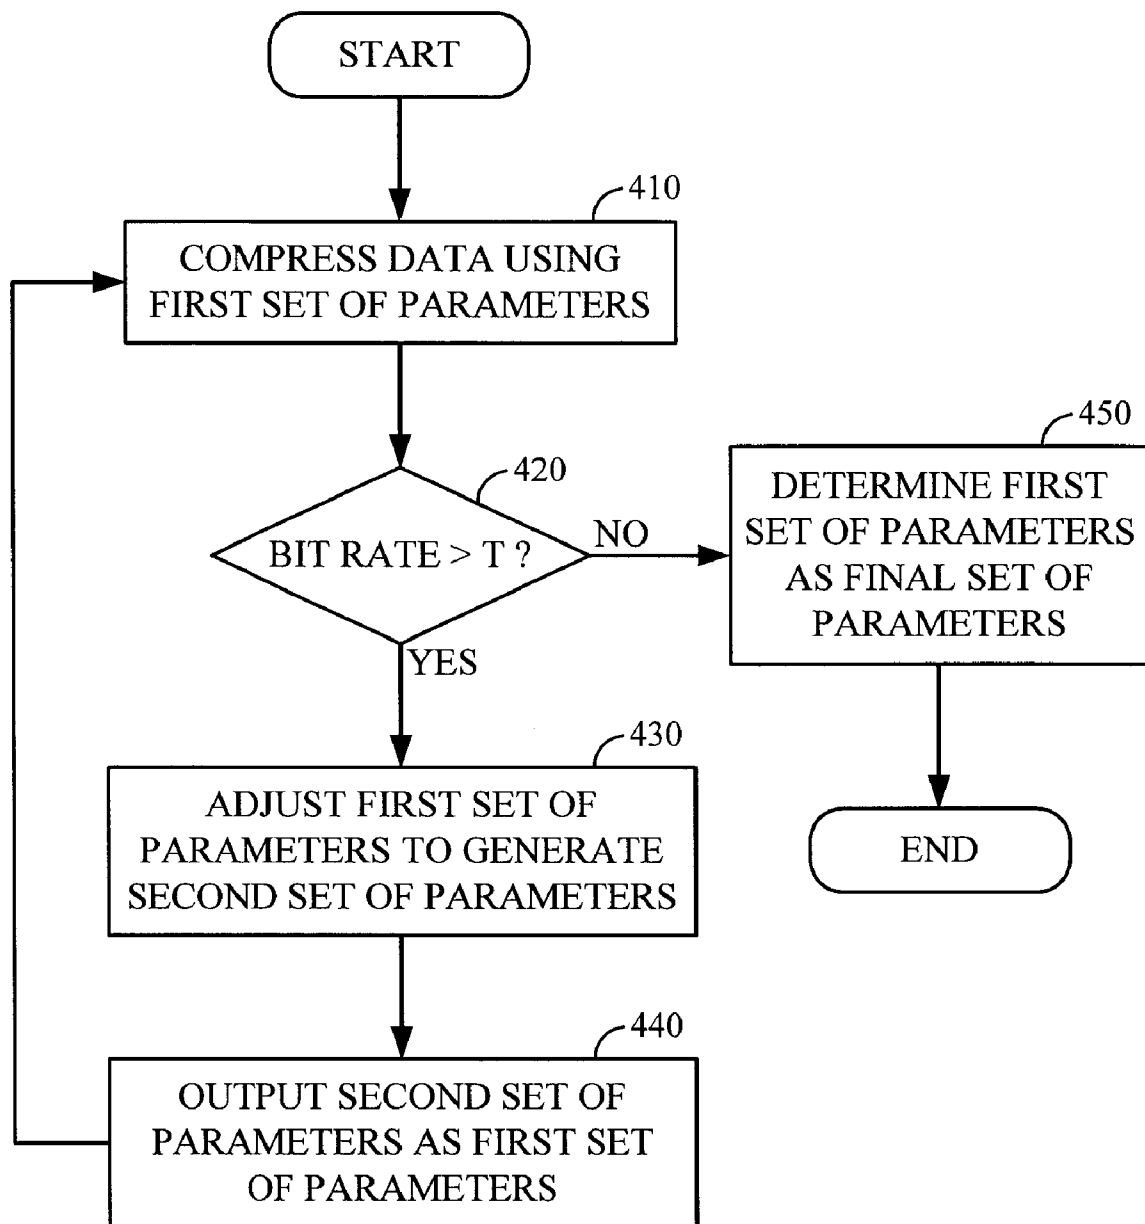 START
410
COMPRESS DATA USING
FIRST SET OF PARAMETERS
420
BIT RATE > T ?
NO
YES
450
DETERMINE FIRST
SET OF PARAMETERS
AS FINAL SET OF
PARAMETERS
END
430
ADJUST FIRST SET OF
PARAMETERS TO GENERATE
SECOND SET OF PARAMETERS
440
OUTPUT SECOND SET OF
PARAMETERS AS FIRST SET
OF PARAMETERS